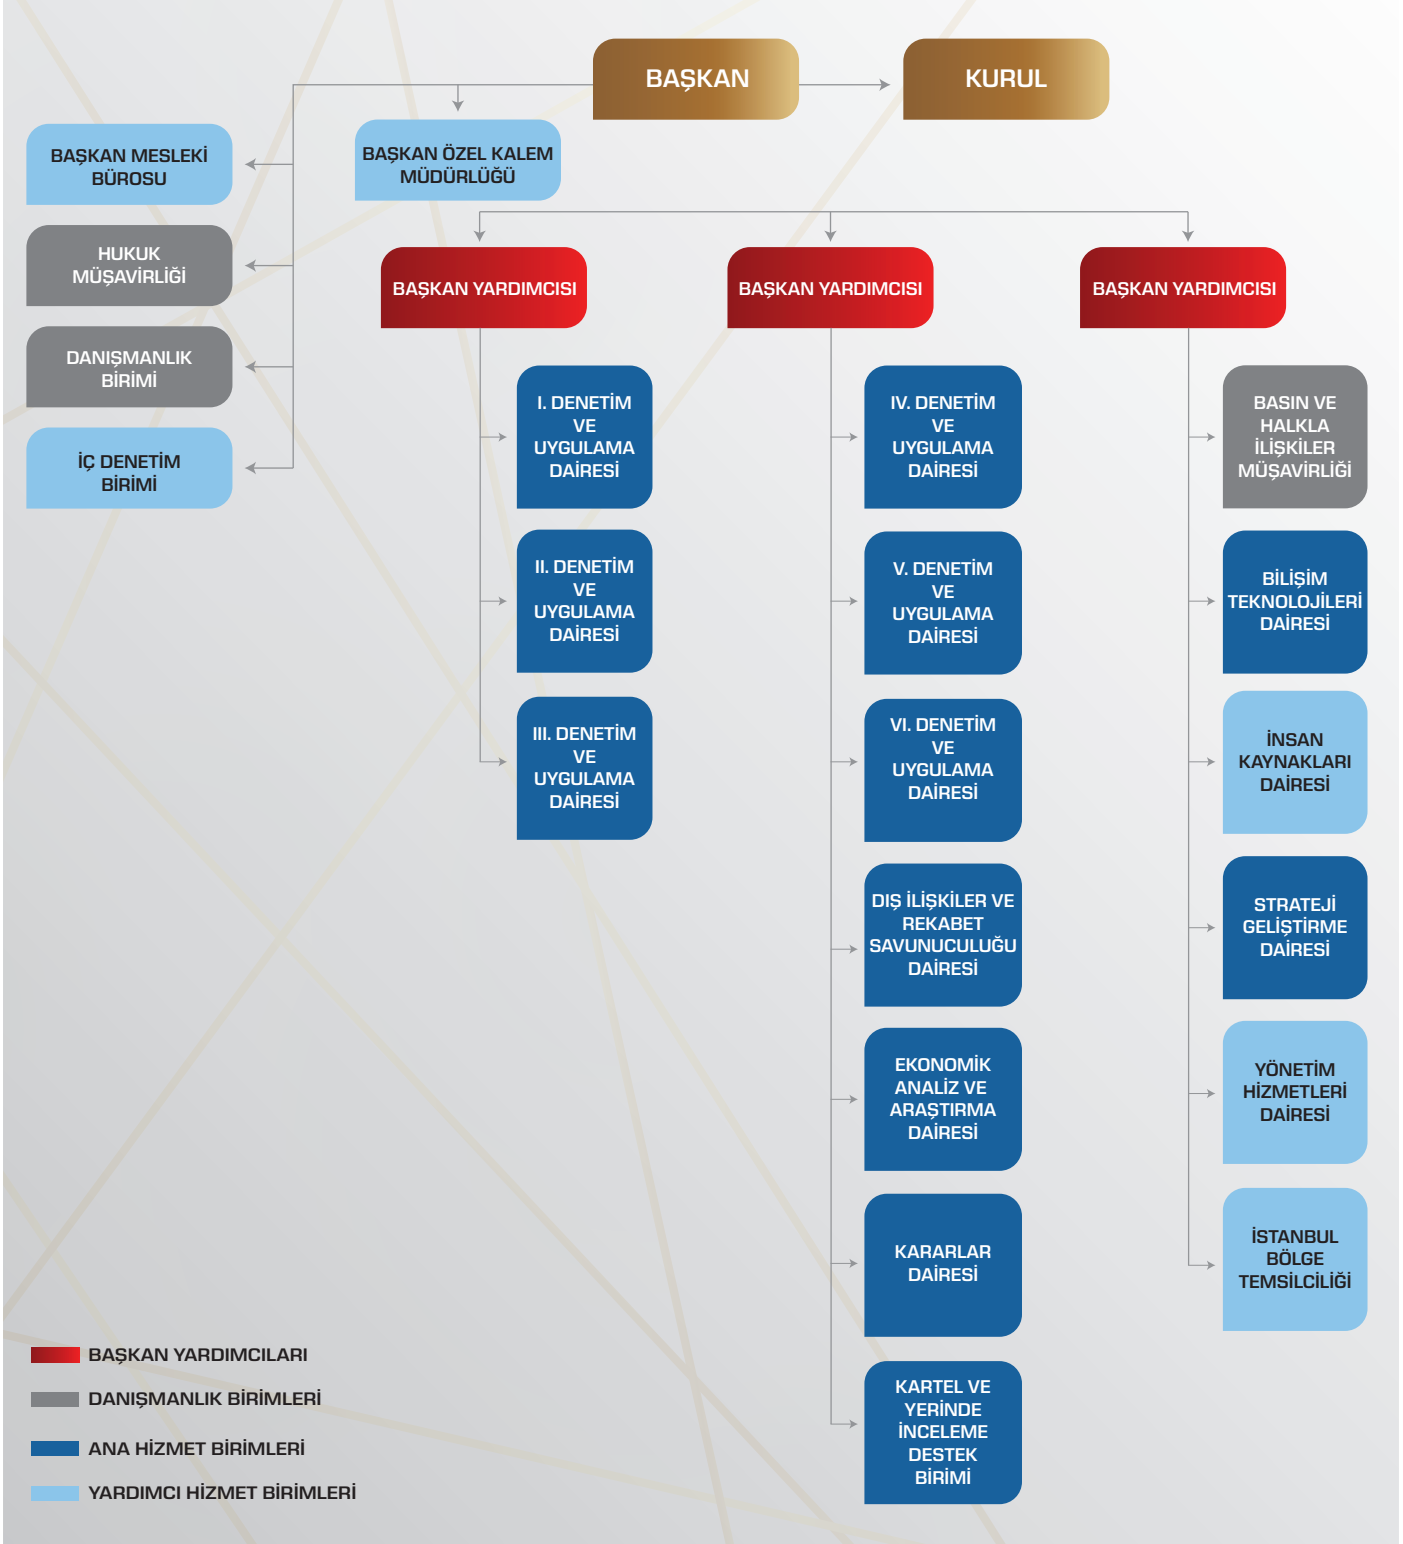 BAŞKAN
KURUL
BAŞKAN MESLEKİ
BÜROSU
BAŞKAN ÖZEL KALEM
MÜDÜRLÜĞÜ
HUKUK
MÜŞAVİRLİĞİ
DANIŞMANLIK
BİRİMİ
İÇ DENETİM
BİRİMİ
BAŞKAN YARDIMCISI
BAŞKAN YARDIMCISI
BAŞKAN YARDIMCISI
I. DENETİM
VE
UYGULAMA
DAİRESİ
II. DENETİM
VE
UYGULAMA
DAİRESİ
III. DENETİM
VE
UYGULAMA
DAİRESİ
IV. DENETİM
VE
UYGULAMA
DAİRESİ
V. DENETİM
VE
UYGULAMA
DAİRESİ
VI. DENETİM
VE
UYGULAMA
DAİRESİ
DIŞ İLİŞKİLER VE
REKABET
SAVUNUCULUĞU
DAİRESİ
EKONOMİK
ANALİZ VE
ARAŞTIRMA
DAİRESİ
KARARLAR
DAİRESİ
KARTEL VE
YERİNDE
İNCELEME
DESTEK
BİRİMİ
BASIN VE
HALKLA
İLİŞKİLER
MÜŞAVİRLİĞİ
BİLİŞİM
TEKNOLOJİLERİ
DAİRESİ
İNSAN
KAYNAKLARI
DAİRESİ
STRATEJİ
GELİŞTİRME
DAİRESİ
YÖNETİM
HİZMETLERİ
DAİRESİ
İSTANBUL
BÖLGE
TEMSİLCİLİĞİ
BAŞKAN YARDIMCILARI
DANIŞMANLIK BİRİMLERİ
ANA HİZMET BİRİMLERİ
YARDIMCI HİZMET BİRİMLERİ